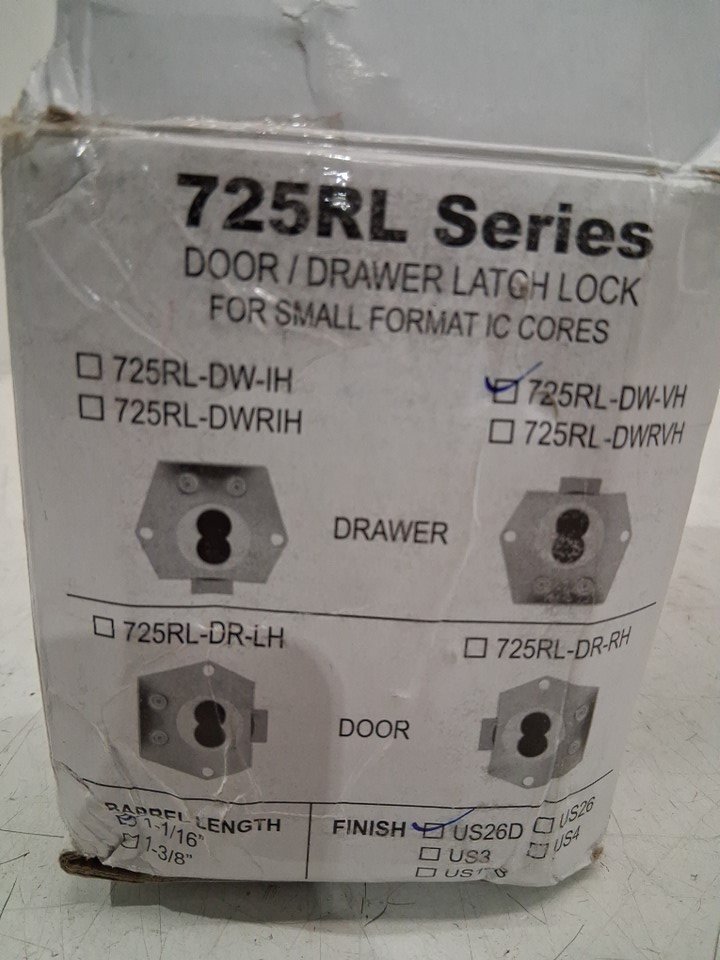 725RL Series
DOOR / DRAWER LATCH LOCK
FOR SMALL FORMAT IC CORES
725RL-DW-IH
725RL-DWRIH
725RL-DW-VH
725RL-DWRVH
DRAWER
725RL-DR-LH
725RL-DR-RH
DOOR
BARREL LENGTH
1-1/16"
1-3/8"
FINISH
US26D
US3
US26
US4